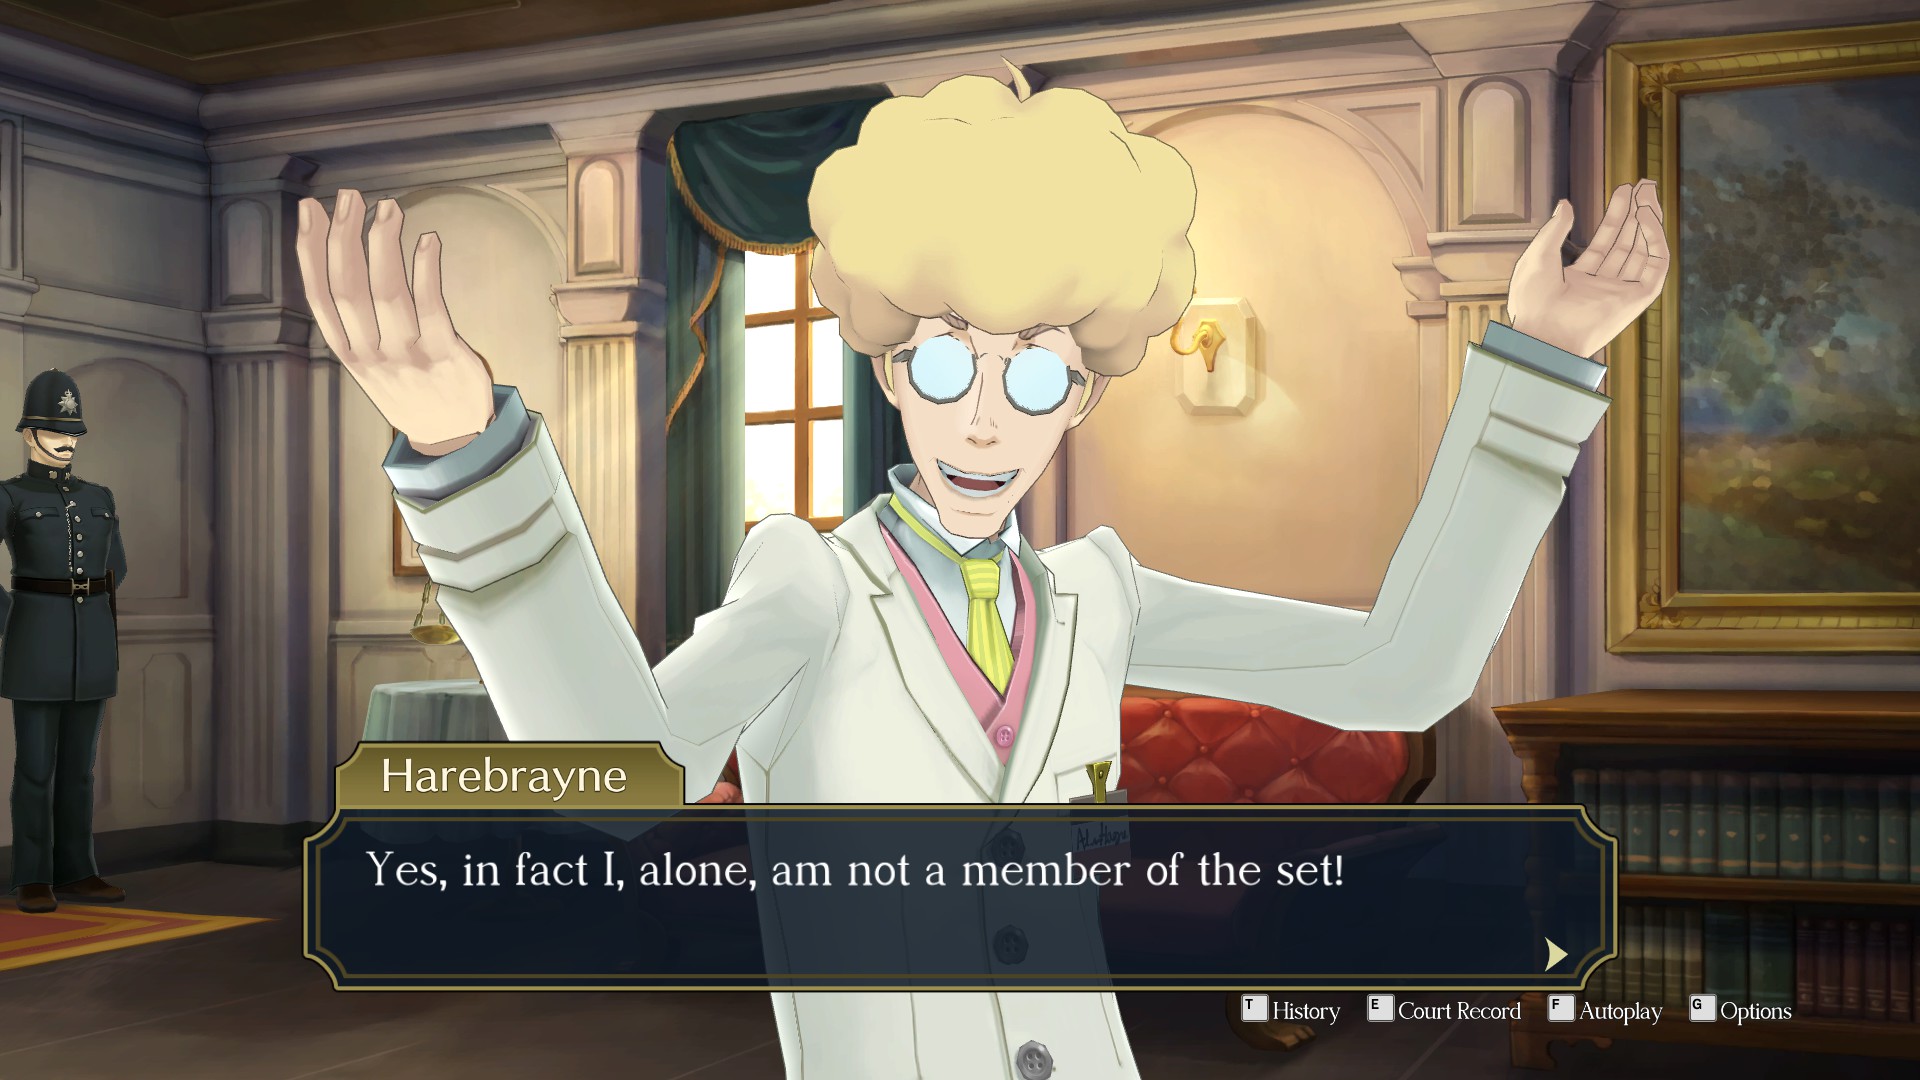 Harebrayne
Yes, in fact I, alone, am not a member of the set!
T History E Court Record F Autoplay G Options